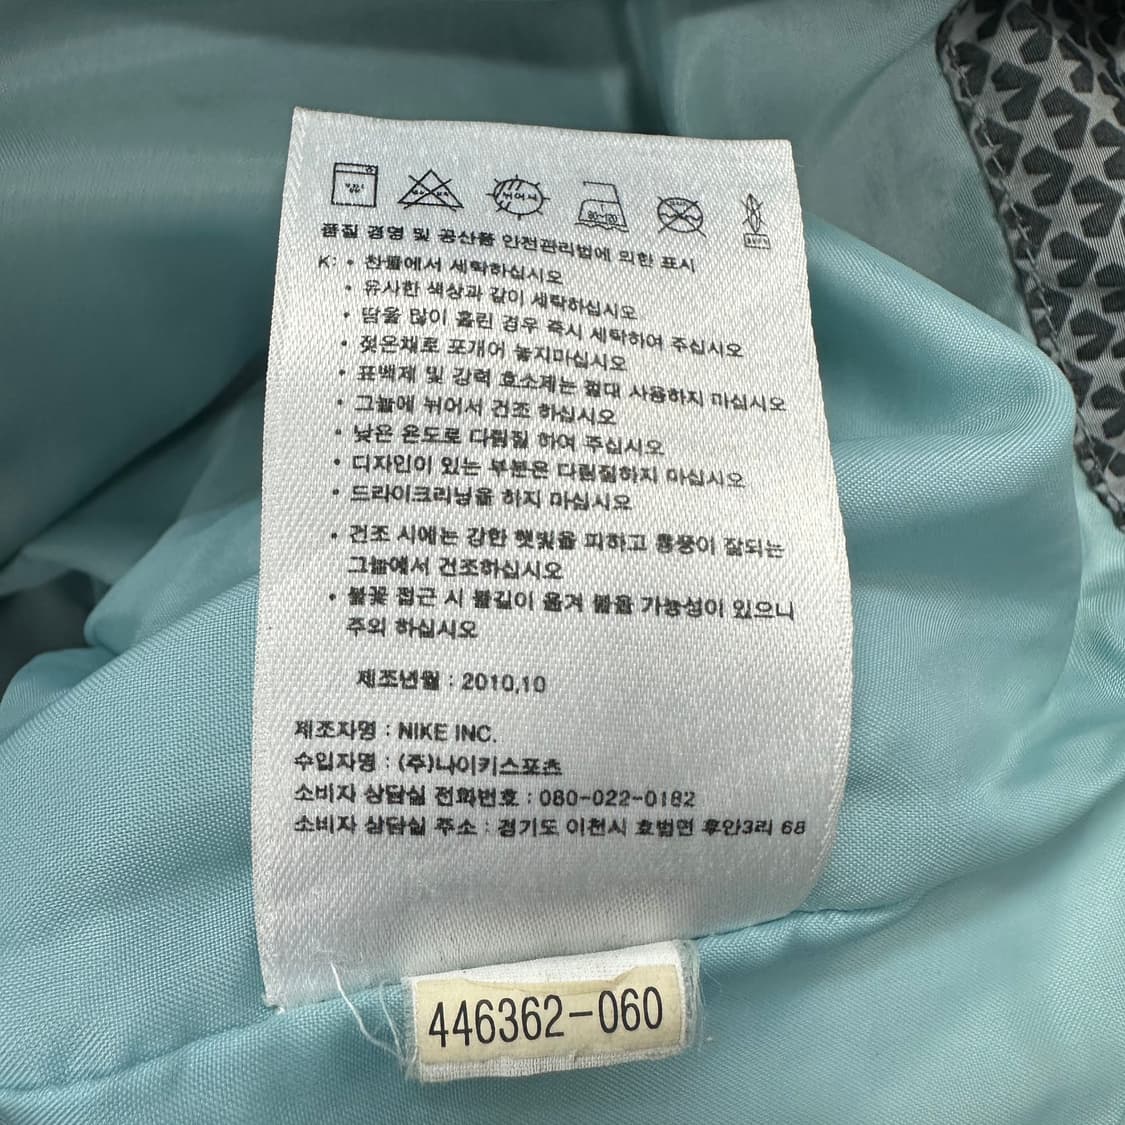 뉘어서
80~120
품질 경영 및 공산품 안전관리법에 의한 표시
K: • 찬물에서 세탁하십시오
• 유사한 색상과 같이 세탁하십시오
• 땀을 많이 흘린 경우 즉시 세탁하여 주십시오
• 젖은채로 포개어 놓지마십시오
• 표백제 및 강력 효소제는 절대 사용하지 마십시오
• 그늘에 뉘어서 건조 하십시오
• 낮은 온도로 다림질 하여 주십시오
• 디자인이 있는 부분은 다림질하지 마십시오
• 드라이크리닝을 하지 마십시오
• 건조 시에는 강한 햇빛을 피하고 통풍이 잘되는
그늘에서 건조하십시오
• 불꽃 접근 시 불길이 옮겨 붙을 가능성이 있으니
주의 하십시오
제조년월 : 2010.10
제조자명 : NIKE INC.
수입자명 : (주)나이키스포츠
소비자 상담실 전화번호 : 080-022-0182
소비자 상담실 주소 : 경기도 이천시 호법면 후안3리 68
446362-060